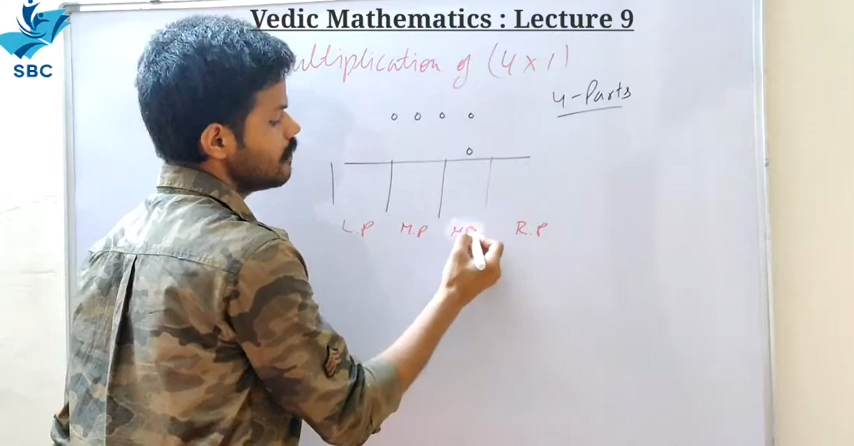 Vedic Mathematics : Lecture 9
SBC
ultiplication of (4 x 1)
4-Parts
L.P M.P R.P